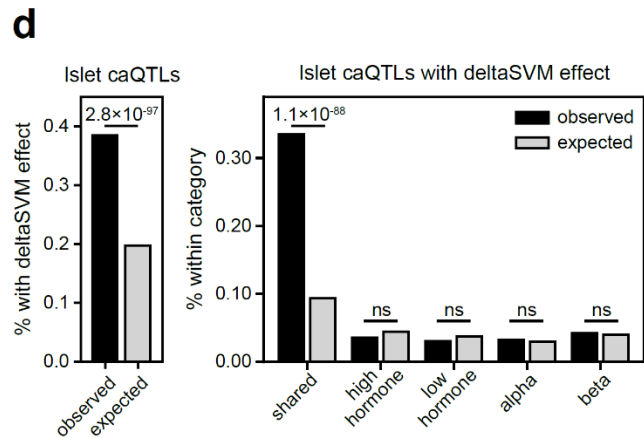 d
Islet caQTLs
% with deltaSVM effect
0.4
0.3
0.2
0.1
0.0
2.8×10⁻⁹⁷
observed
expected
Islet caQTLs with deltaSVM effect
% within category
0.30
0.20
0.10
0.00
1.1×10⁻⁸⁸
observed
expected
ns
ns
ns
ns
shared
high
hormone
low
hormone
alpha
beta